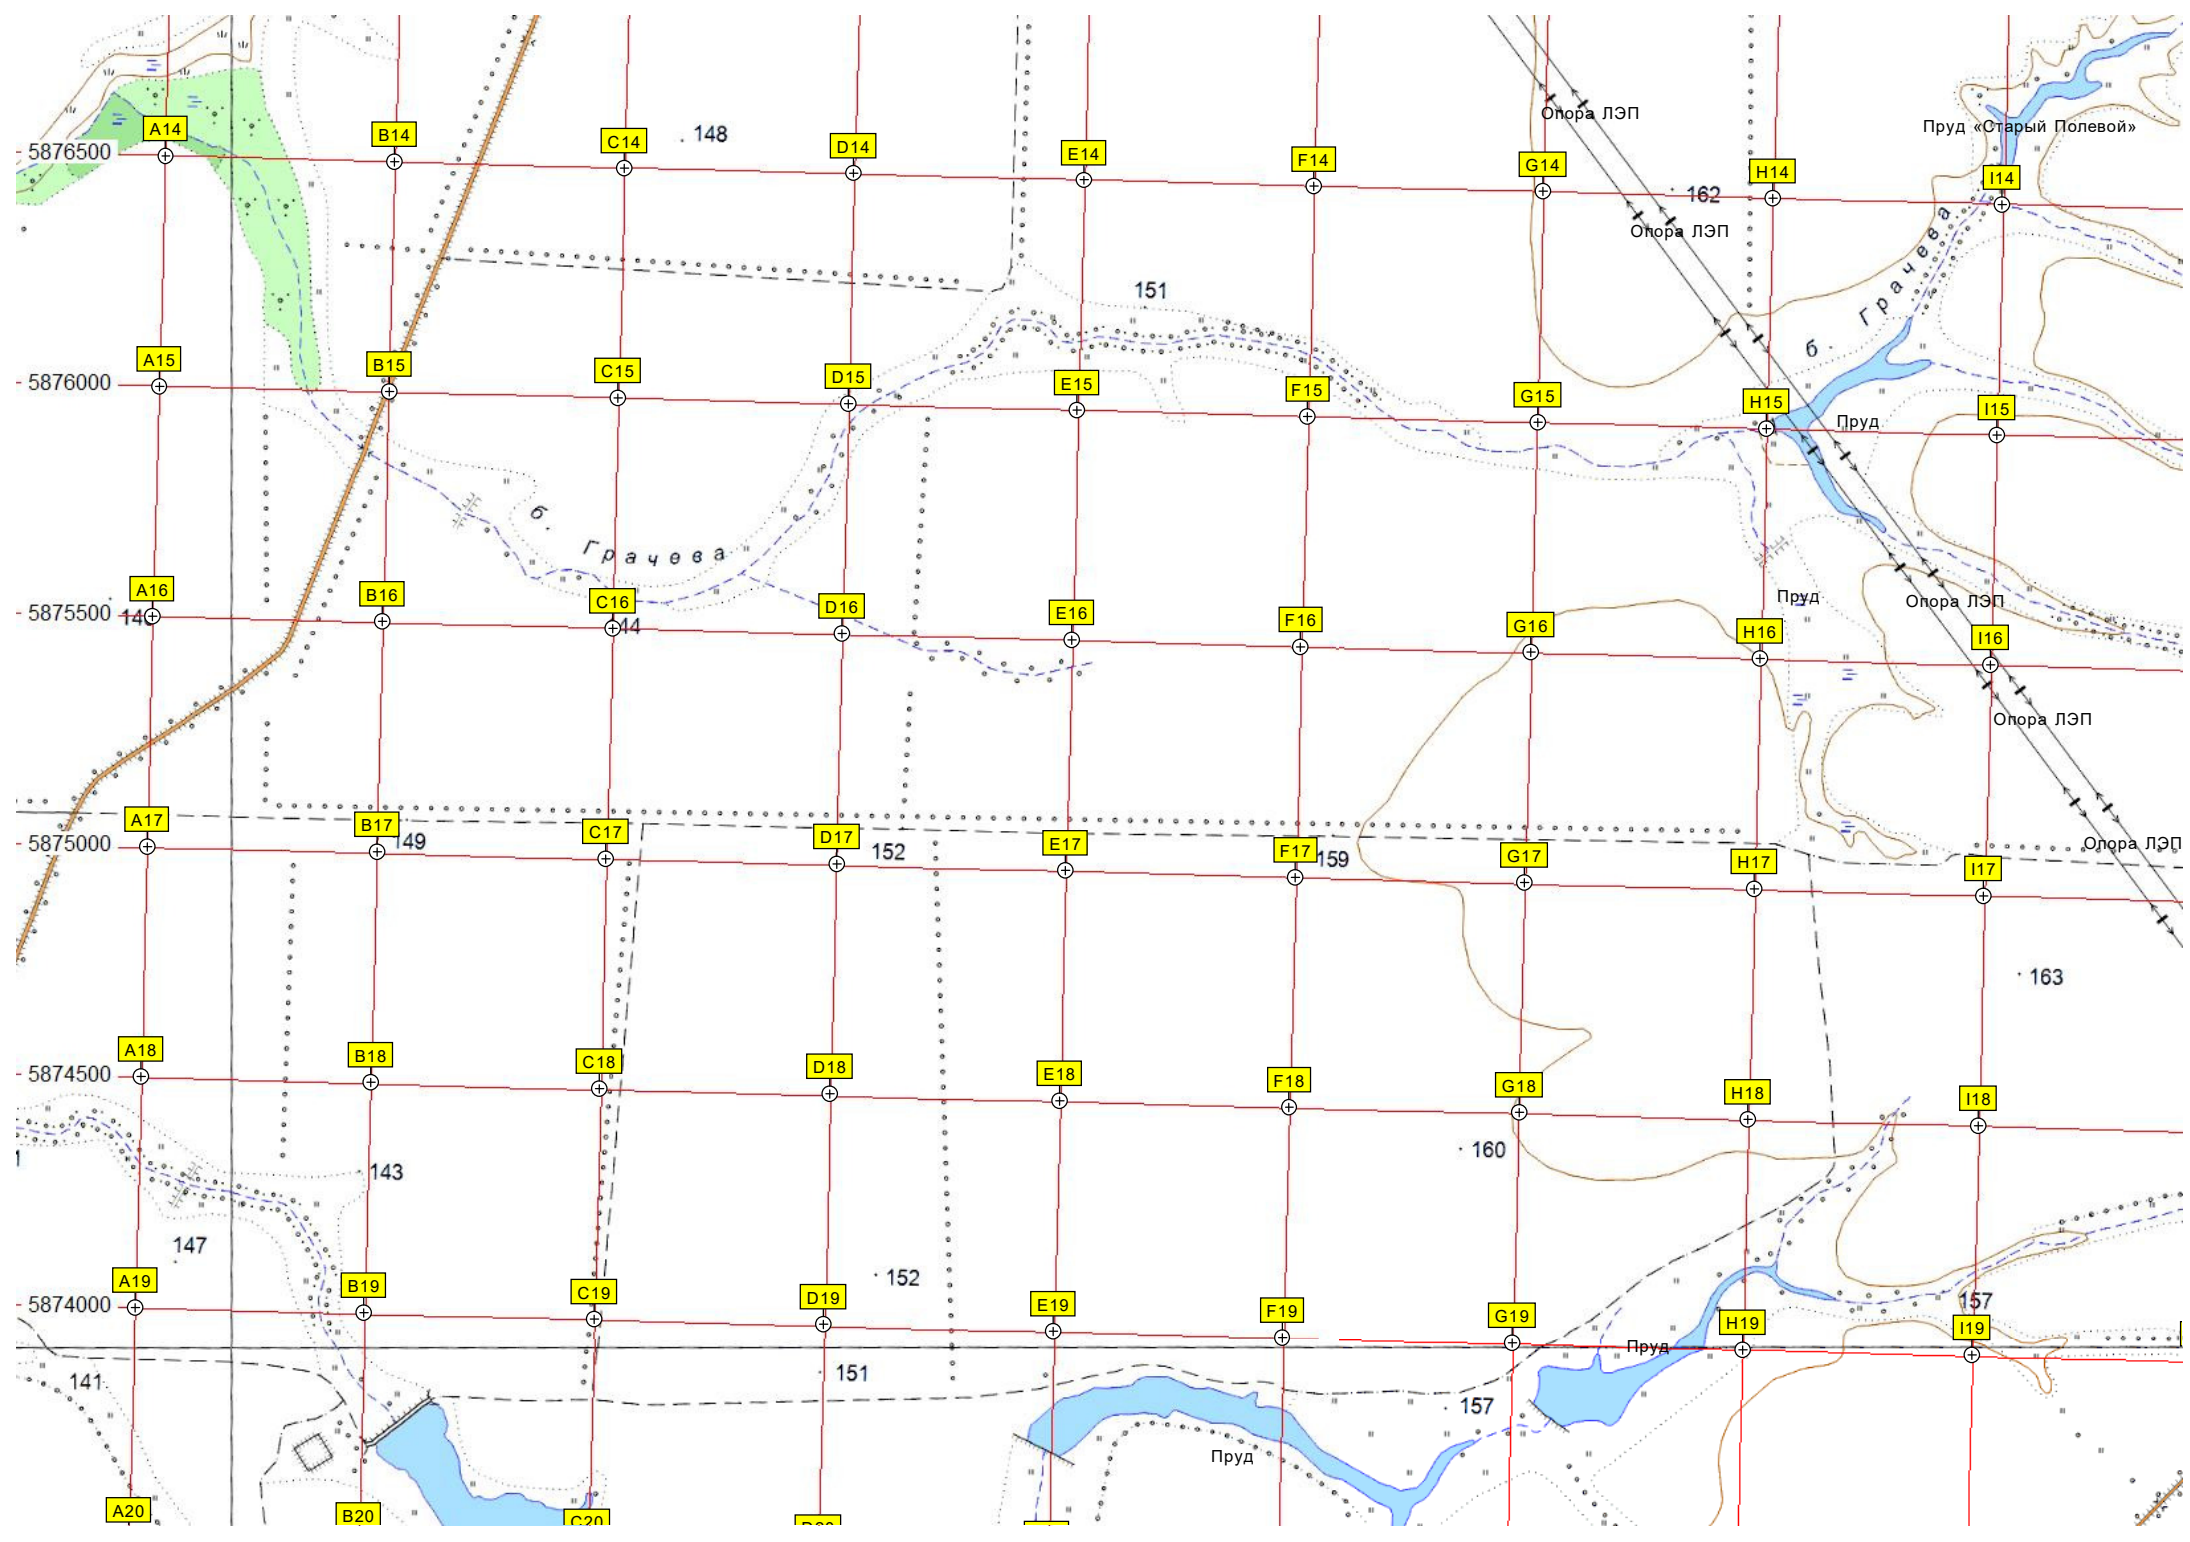 148
Опора ЛЭП
Пруд «Старый Полевой»
A14 B14 C14 D14 E14 F14 G14 H14 I14
5876500
162
Опора ЛЭП
151
б. Грачева
A15 B15 C15 D15 E15 F15 G15 H15 I15
5876000
Пруд
б. Грачева
A16 B16 C16 D16 E16 F16 G16 H16 I16
Пруд
Опора ЛЭП
5875500
44
Опора ЛЭП
A17 B17 C17 D17 E17 F17 G17 H17 I17
5875000
149
152
159
Опора ЛЭП
163
A18 B18 C18 D18 E18 F18 G18 H18 I18
5874500
160
143
147
152
A19 B19 C19 D19 E19 F19 G19 H19 I19
157
5874000
Пруд
141
151
157
Пруд
A20 B20 C20